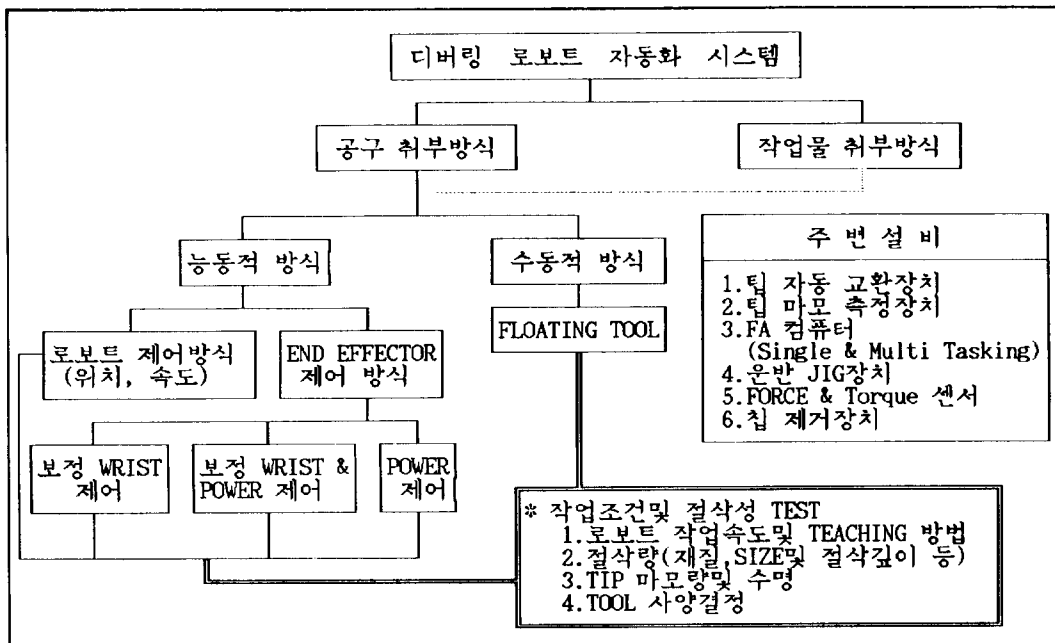 디버링 로보트 자동화 시스템
공구 취부방식
작업물 취부방식
능동적 방식
수동적 방식
로보트 제어방식
(위치, 속도)
END EFFECTOR
제어 방식
FLOATING TOOL
보정 WRIST
제어
보정 WRIST &
POWER 제어
POWER
제어
주 변 설 비
1.팁 자동 교환장치
2.팁 마모 측정장치
3.FA 컴퓨터
(Single & Multi Tasking)
4.운반 JIG장치
5.FORCE & Torque 센서
6.칩 제거장치
* 작업조건및 절삭성 TEST
1.로보트 작업속도및 TEACHING 방법
2.절삭량(재질,SIZE및 절삭깊이 등)
3.TIP 마모량및 수명
4.TOOL 사양결정